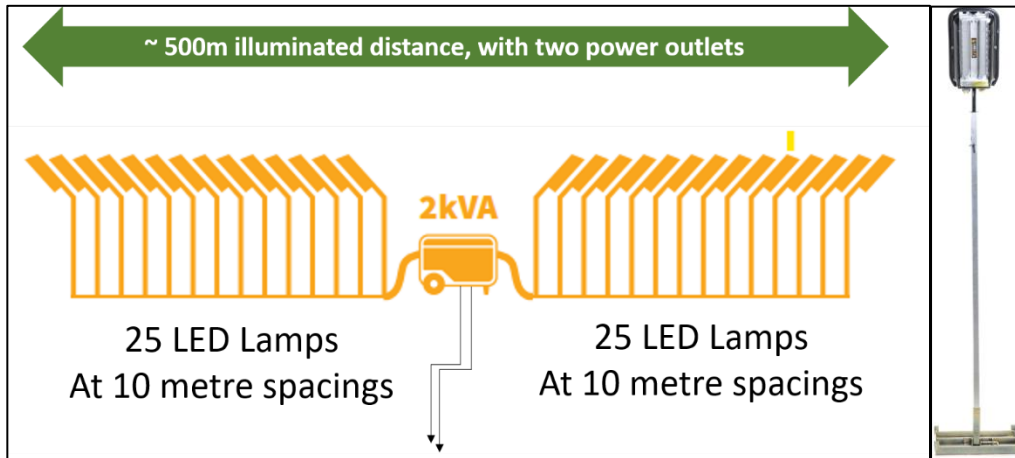 ~ 500m illuminated distance, with two power outlets
2kVA
25 LED Lamps
At 10 metre spacings
25 LED Lamps
At 10 metre spacings